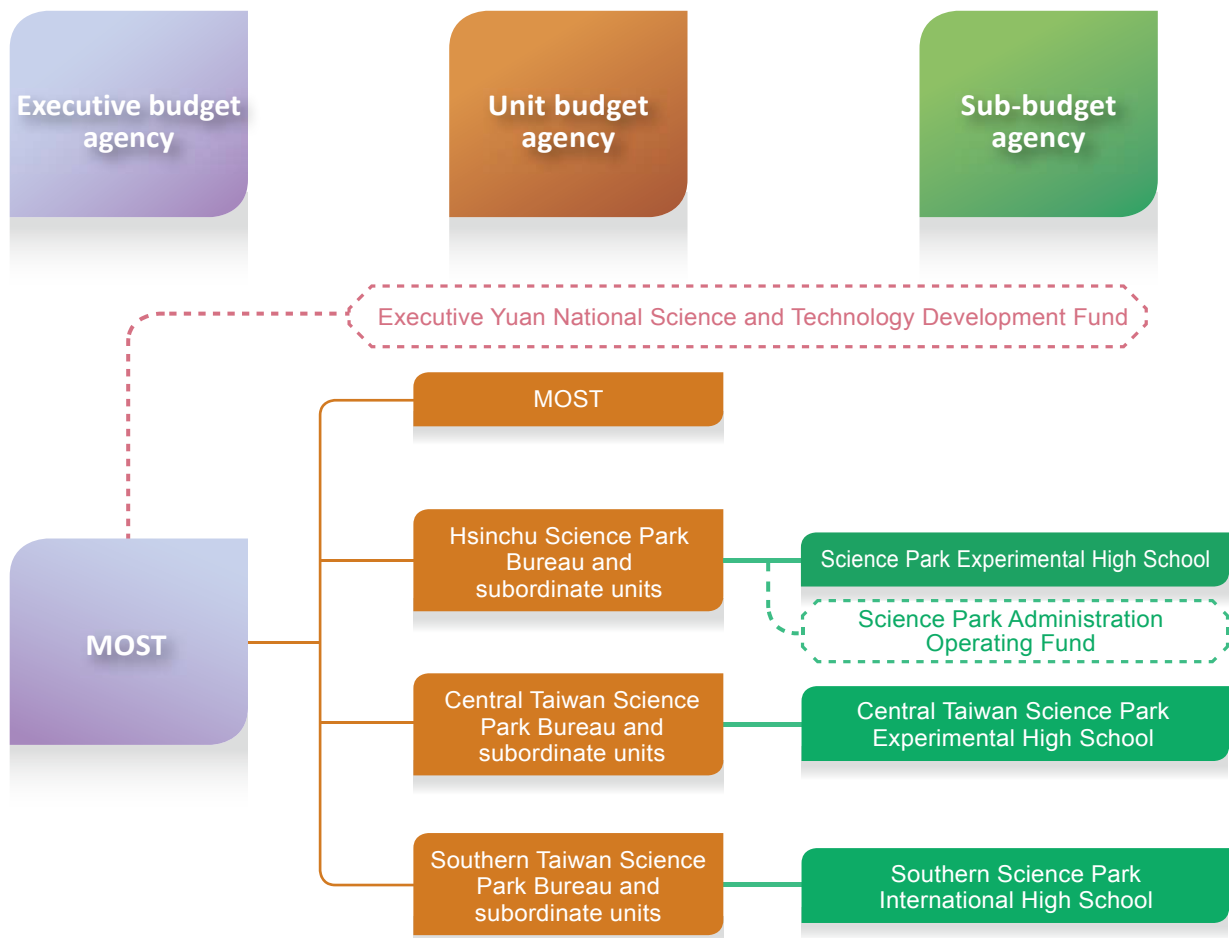 Executive budget
agency
Unit budget
agency
Sub-budget
agency
Executive Yuan National Science and Technology Development Fund
MOST
MOST
Hsinchu Science Park
Bureau and
subordinate units
Science Park Experimental High School
Science Park Administration
Operating Fund
Central Taiwan Science
Park Bureau and
subordinate units
Central Taiwan Science Park
Experimental High School
Southern Taiwan Science
Park Bureau and
subordinate units
Southern Science Park
International High School